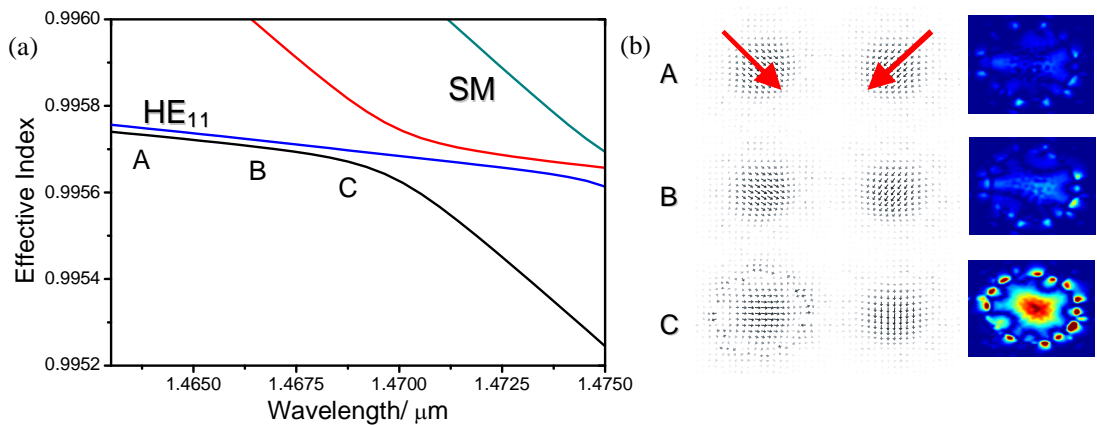 (a)
Effective Index
0.9960
0.9958
0.9956
0.9954
0.9952
HE11
SM
A
B
C
1.4650
1.4675
1.4700
1.4725
1.4750
Wavelength/ μm
(b)
A
B
C